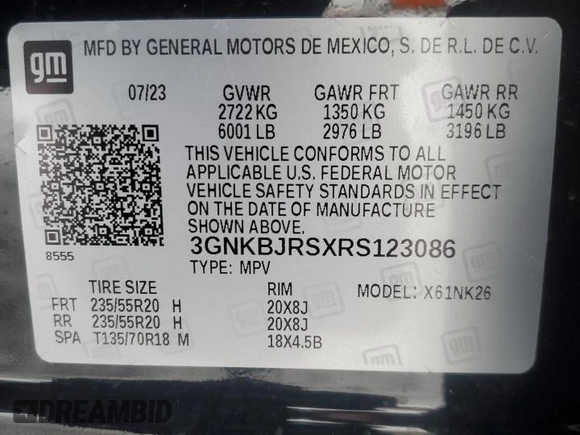 gm MFD BY GENERAL MOTORS DE MEXICO, S. DE R.L. DE C.V.
07/23 GVWR GAWR FRT GAWR RR
2722 KG 1350 KG 1450 KG
6001 LB 2976 LB 3196 LB
THIS VEHICLE CONFORMS TO ALL
APPLICABLE U.S. FEDERAL MOTOR
VEHICLE SAFETY STANDARDS IN EFFECT
ON THE DATE OF MANUFACTURE
SHOWN ABOVE.
8555 3GNKBJRSXRS123086
TYPE: MPV
TIRE SIZE RIM MODEL: X61NK26
FRT 235/55R20 H 20X8J
RR 235/55R20 H 20X8J
SPA T135/70R18 M 18X4.5B
gm
DREAMBID